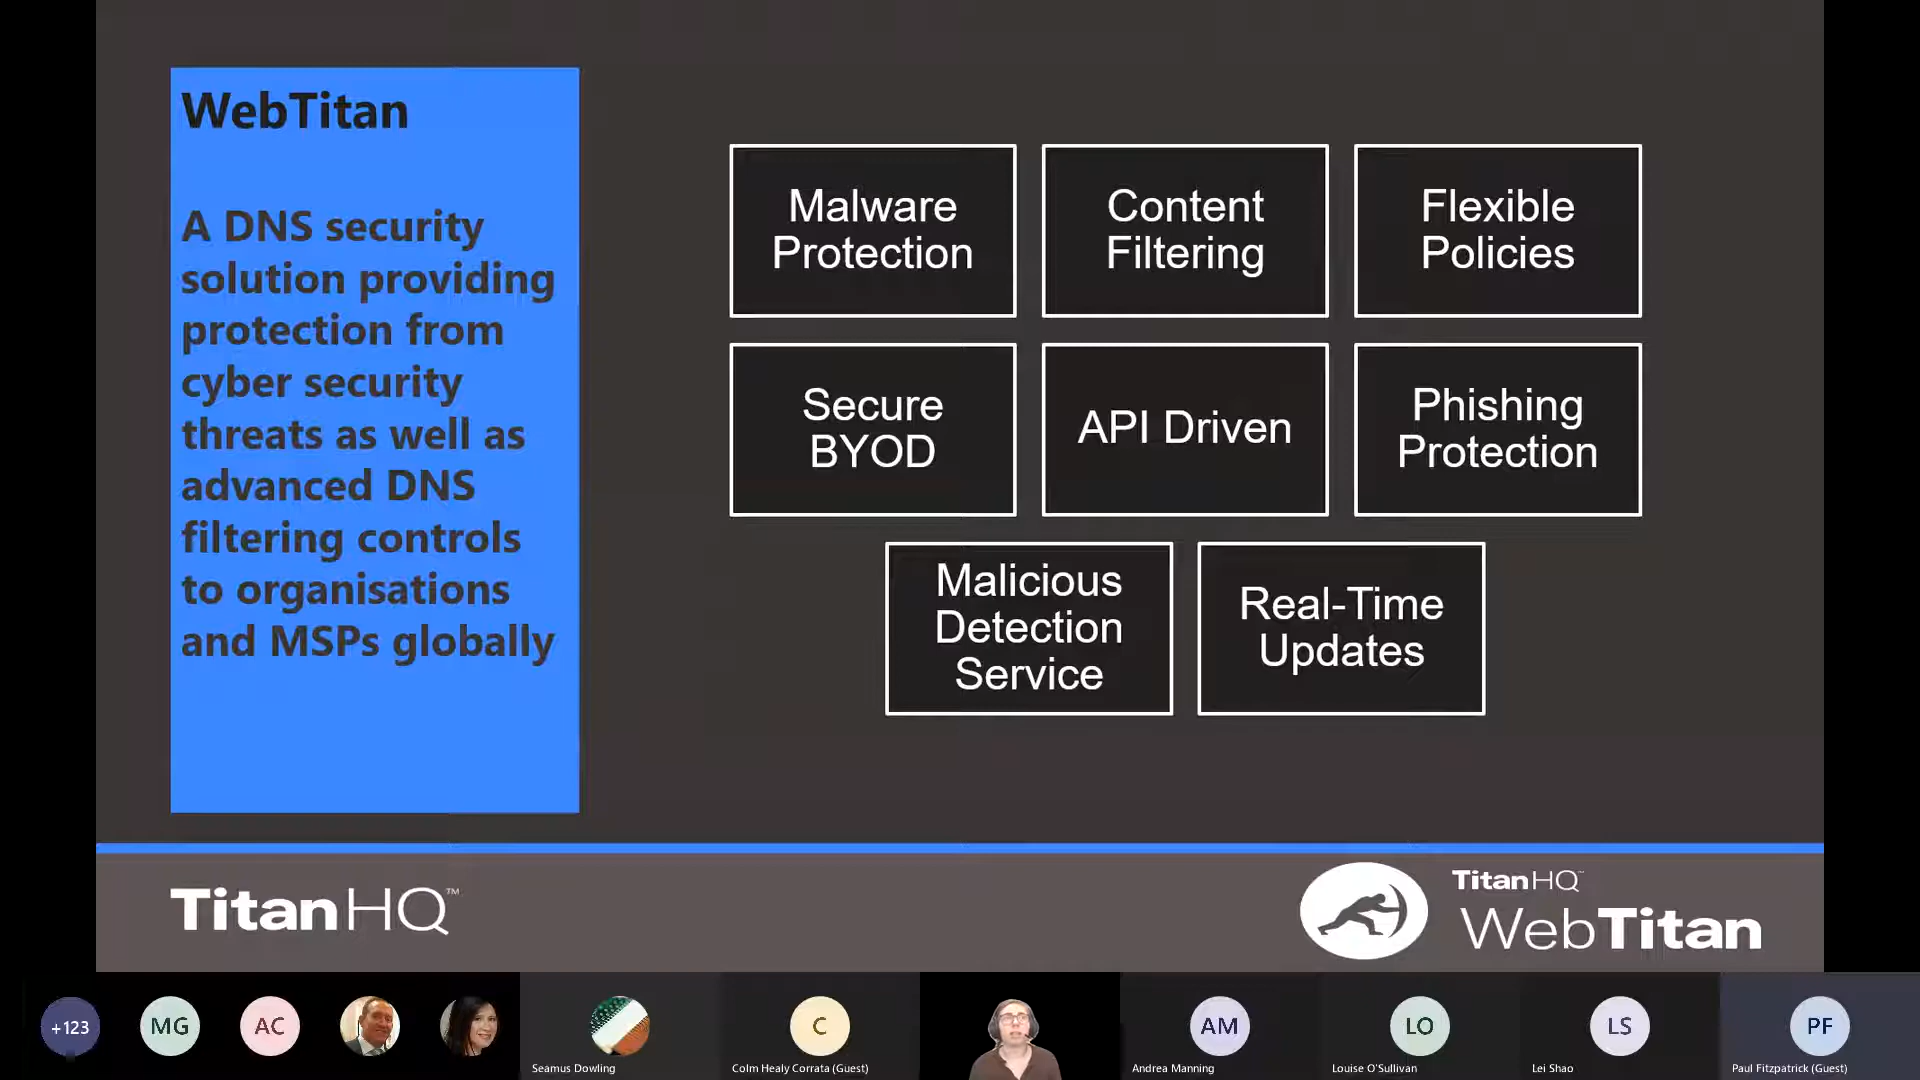 WebTitan
A DNS security
solution providing
protection from
cyber security
threats as well as
advanced DNS
filtering controls
to organisations
and MSPs globally
Malware
Protection
Content
Filtering
Flexible
Policies
Secure
BYOD
API Driven
Phishing
Protection
Malicious
Detection
Service
Real-Time
Updates
TitanHQ™
TitanHQ™
WebTitan
+123
MG
AC
Seamus Dowling
C
Colm Healy Corrata (Guest)
AM
Andrea Manning
LO
Louise O'Sullivan
LS
Lei Shao
PF
Paul Fitzpatrick (Guest)